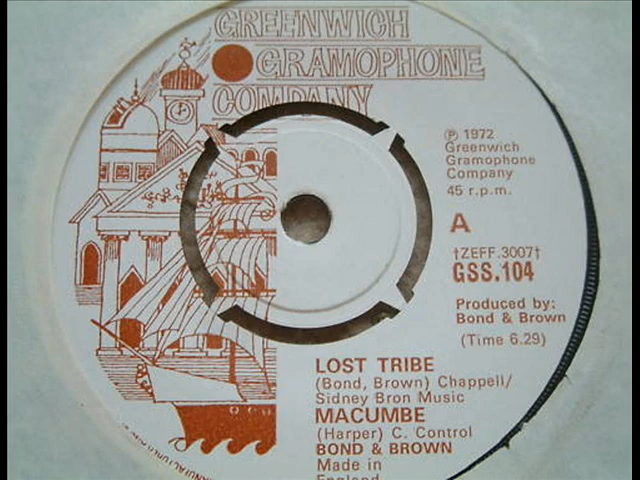 GREENWICH
GRAMOPHONE
COMPANY
℗ 1972
Greenwich
Gramophone
Company
45 r.p.m.
A
†ZEFF.3007†
GSS.104
Produced by:
Bond & Brown
(Time 6.29)
LOST TRIBE
(Bond, Brown) Chappell/
Sidney Bron Music
MACUMBE
(Harper) C. Control
BOND & BROWN
Made in
England